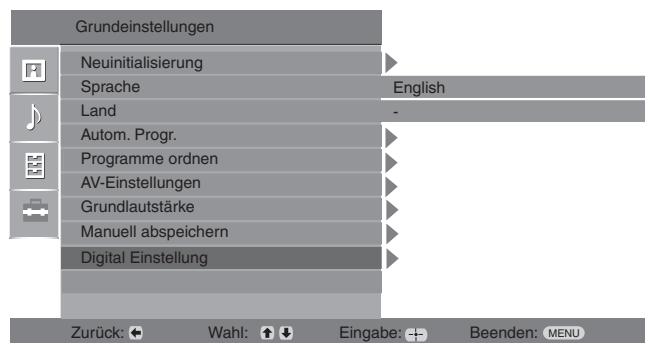 Grundeinstellungen
Neuinitialisierung
Sprache English
Land -
Autom. Progr.
Programme ordnen
AV-Einstellungen
Grundlautstärke
Manuell abspeichern
Digital Einstellung
Zurück: Wahl: Eingabe: Beenden: MENU